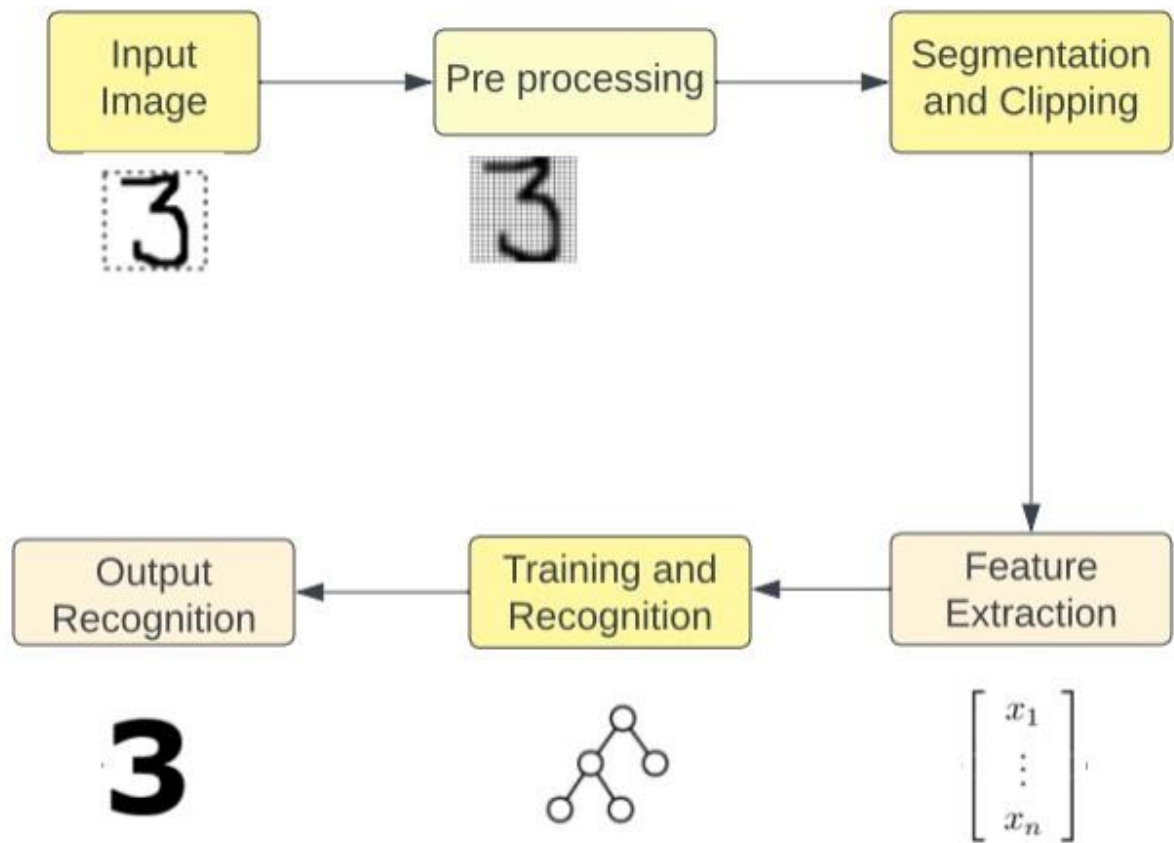 Input
Image
Pre processing
Segmentation
and Clipping
3
3
Feature
Extraction
Training and
Recognition
Output
Recognition
x₁
⋮
xₙ
3